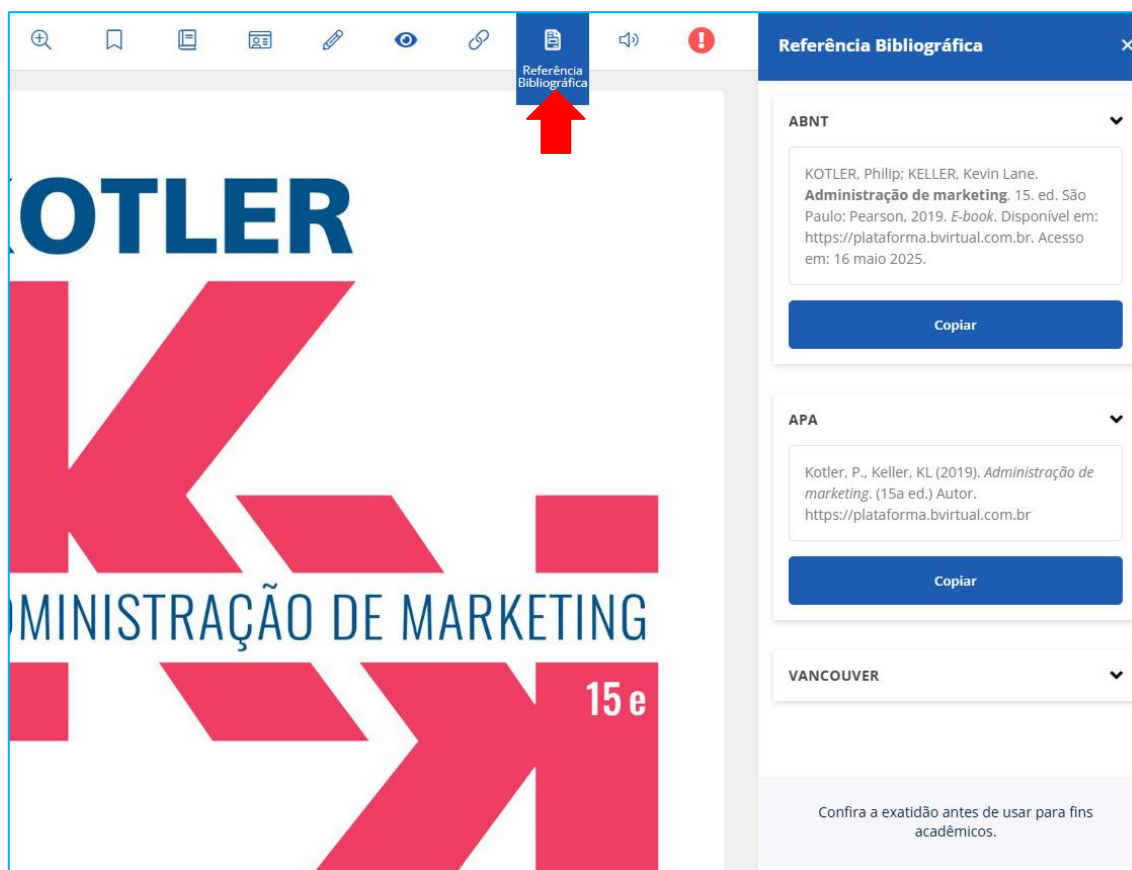 Referência
Bibliográfica
OTLER
MINISTRAÇÃO DE MARKETING
15 e
Referência Bibliográfica
ABNT
KOTLER, Philip; KELLER, Kevin Lane.
Administração de marketing. 15. ed. São
Paulo: Pearson, 2019. E-book. Disponível em:
https://plataforma.bvirtual.com.br. Acesso
em: 16 maio 2025.
Copiar
APA
Kotler, P., Keller, KL (2019). Administração de
marketing. (15a ed.) Autor.
https://plataforma.bvirtual.com.br
Copiar
VANCOUVER
Confira a exatidão antes de usar para fins
acadêmicos.